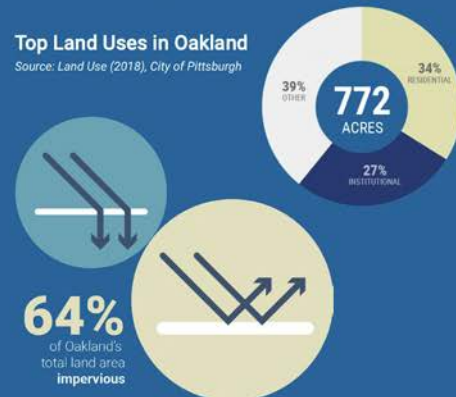 Top Land Uses in Oakland
Source: Land Use (2018), City of Pittsburgh
39%
OTHER
34%
RESIDENTIAL
772
ACRES
27%
INSTITUTIONAL
64%
of Oakland's
total land area
impervious